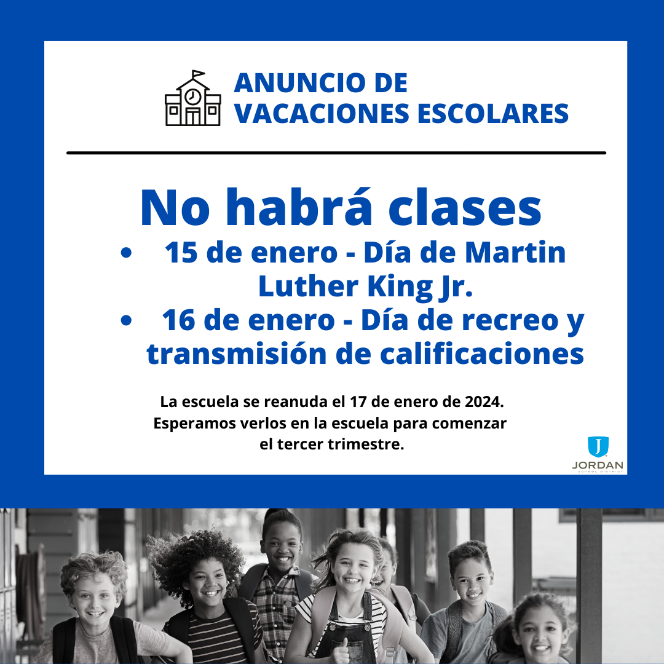 ANUNCIO DE
VACACIONES ESCOLARES
No habrá clases
• 15 de enero - Día de Martin
Luther King Jr.
• 16 de enero - Día de recreo y
transmisión de calificaciones
La escuela se reanuda el 17 de enero de 2024.
Esperamos verlos en la escuela para comenzar
el tercer trimestre.
J
JORDAN